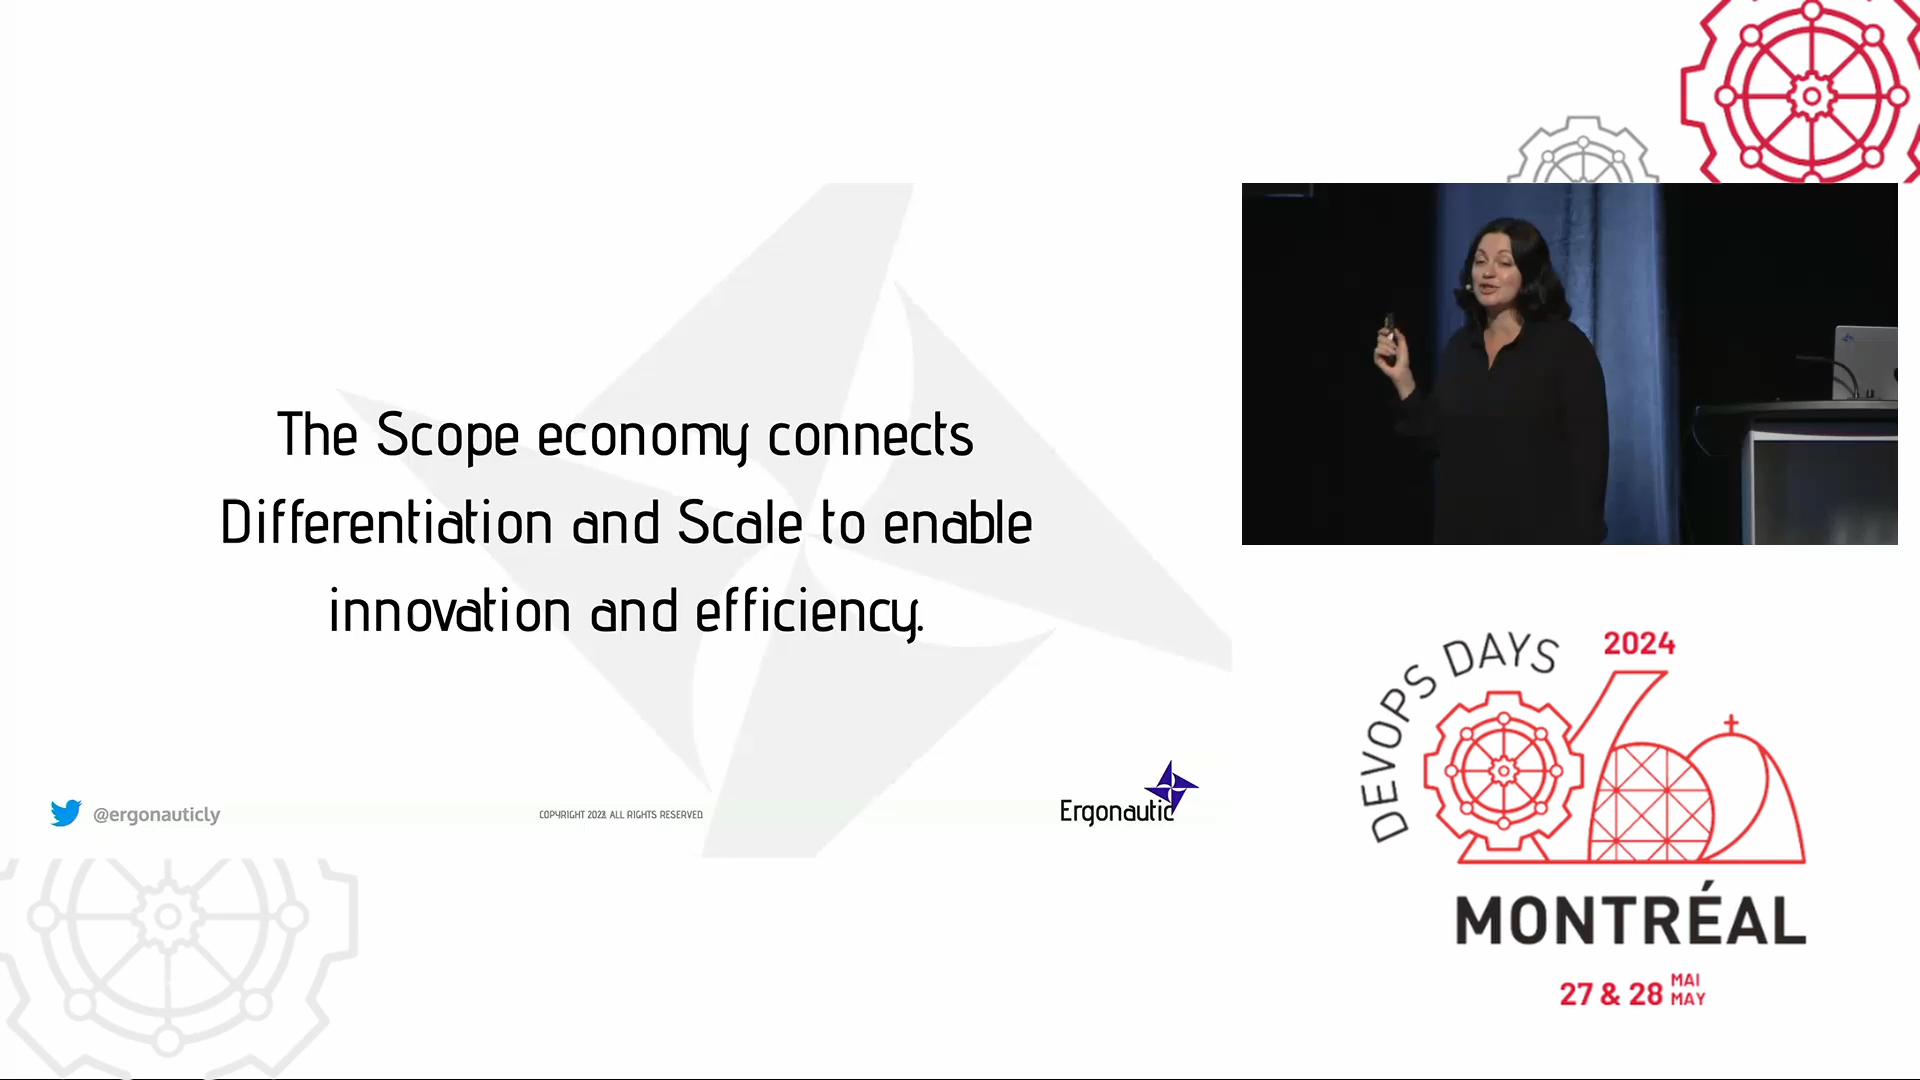 The Scope economy connects
Differentiation and Scale to enable
innovation and efficiency.
@ergonauticly
COPYRIGHT 2023. ALL RIGHTS RESERVED
Ergonautic
DEVOPS DAYS
2024
MONTRÉAL
27 & 28 MAI
MAY